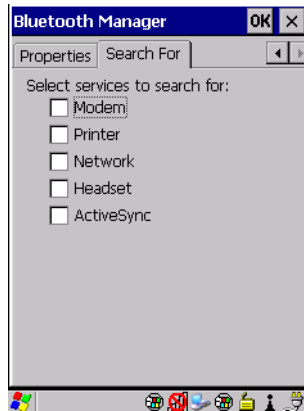 Bluetooth Manager OK ×
Properties Search For
Select services to search for:
Modem
Printer
Network
Headset
ActiveSync